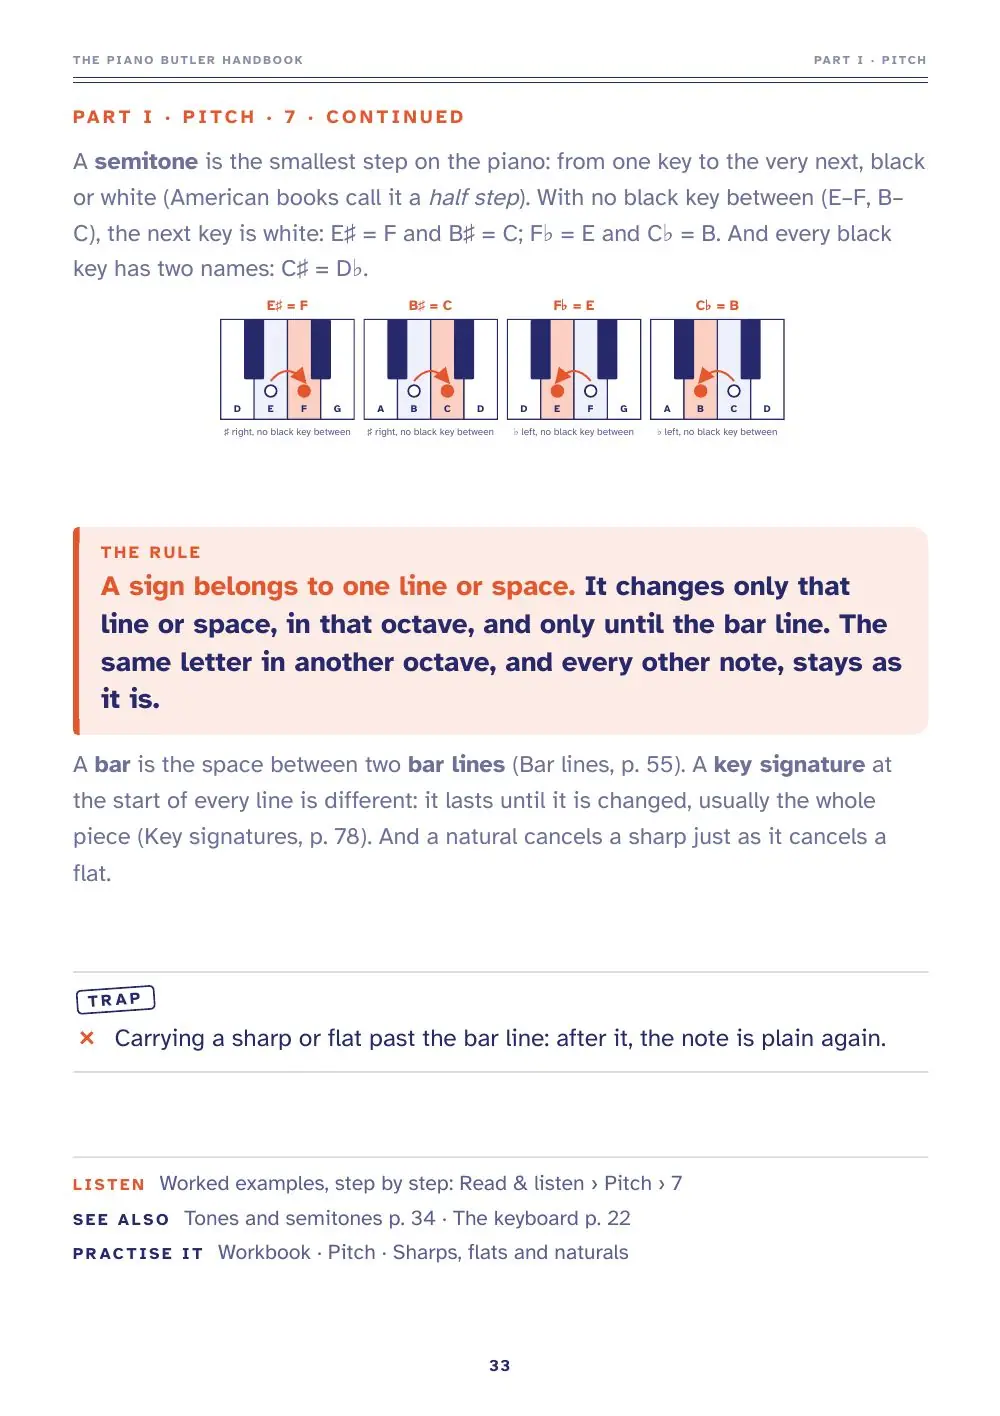 THE PIANO BUTLER HANDBOOK
PART I · PITCH
PART I · PITCH · 7 · CONTINUED
A semitone is the smallest step on the piano: from one key to the very next, black
or white (American books call it a half step). With no black key between (E–F, B–
C), the next key is white: E♯ = F and B♯ = C; F♭ = E and C♭ = B. And every black
key has two names: C♯ = D♭.
E♯ = F
B♯ = C
F♭ = E
C♭ = B
D E F G
A B C D
D E F G
A B C D
♯ right, no black key between
♯ right, no black key between
♭ left, no black key between
♭ left, no black key between
THE RULE
A sign belongs to one line or space. It changes only that
line or space, in that octave, and only until the bar line. The
same letter in another octave, and every other note, stays as
it is.
A bar is the space between two bar lines (Bar lines, p. 55). A key signature at
the start of every line is different: it lasts until it is changed, usually the whole
piece (Key signatures, p. 78). And a natural cancels a sharp just as it cancels a
flat.
TRAP
✕ Carrying a sharp or flat past the bar line: after it, the note is plain again.
LISTEN Worked examples, step by step: Read & listen › Pitch › 7
SEE ALSO Tones and semitones p. 34 · The keyboard p. 22
PRACTISE IT Workbook · Pitch · Sharps, flats and naturals
33